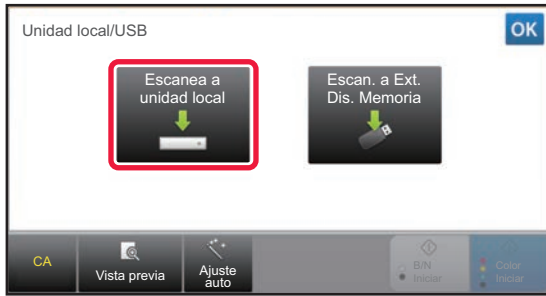 Unidad local/USB
OK
Escanea a
unidad local
Escan. a Ext.
Dis. Memoria
CA
Vista previa
Ajuste
auto
B/N
Iniciar
Color
Iniciar